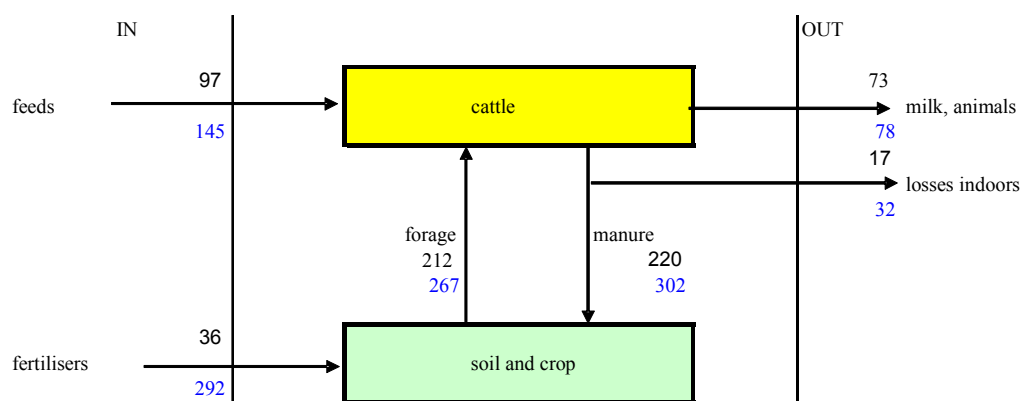 IN
OUT
97
73
feeds
cattle
milk, animals
145
78
17
losses indoors
32
forage
manure
212
220
267
302
36
fertilisers
soil and crop
292